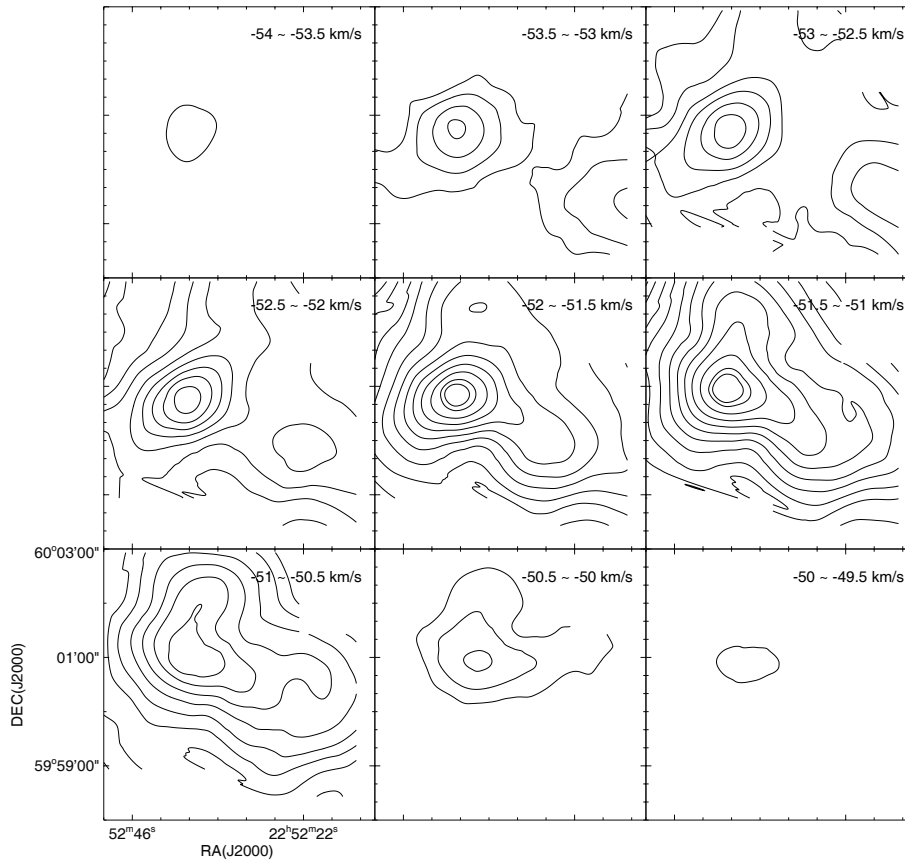 -54 ~ -53.5 km/s
-53.5 ~ -53 km/s
-53 ~ -52.5 km/s
-52.5 ~ -52 km/s
-52 ~ -51.5 km/s
-51.5 ~ -51 km/s
-51 ~ -50.5 km/s
-50.5 ~ -50 km/s
-50 ~ -49.5 km/s
60°03'00"
01'00"
59°59'00"
DEC(J2000)
52ᵐ46ˢ
22ʰ52ᵐ22ˢ
RA(J2000)